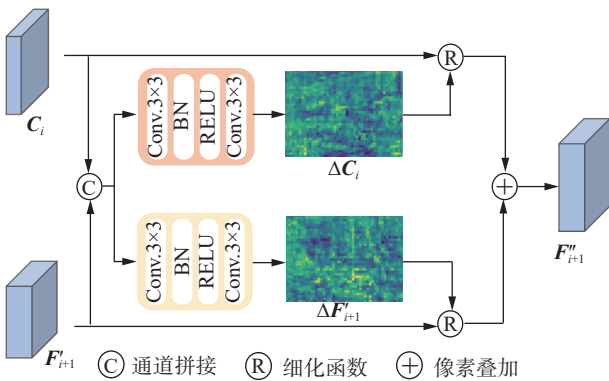 C_i
Conv.3×3
BN
RELU
Conv.3×3
ΔC_i
R
C
+
F″_{i+1}
Conv.3×3
BN
RELU
Conv.3×3
ΔF′_{i+1}
R
F′_{i+1}
C 通道拼接 R 细化函数 + 像素叠加